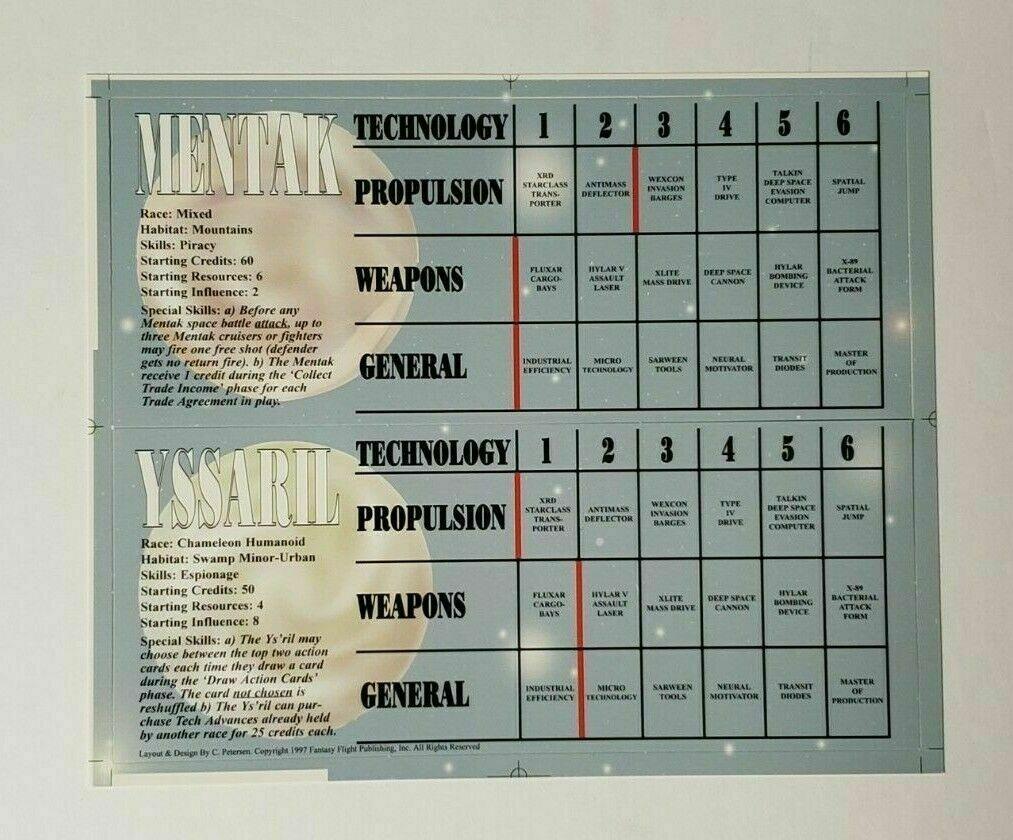 MENTAK
Race: Mixed
Habitat: Mountains
Skills: Piracy
Starting Credits: 60
Starting Resources: 6
Starting Influence: 2
Special Skills: a) Before any
Mentak space battle attack, up to
three Mentak cruisers or fighters
may fire one free shot (defender
gets no return fire). b) The Mentak
receive 1 credit during the 'Collect
Trade Income' phase for each
Trade Agreement in play.
TECHNOLOGY 1 2 3 4 5 6
PROPULSION
XRD
STARCLASS
TRANS-
PORTER
ANTIMASS
DEFLECTOR
WEXCON
INVASION
BARGES
TYPE
IV
DRIVE
TALKIN
DEEP SPACE
EVASION
COMPUTER
SPATIAL
JUMP
WEAPONS
FLUXAR
CARGO-
BAYS
HYLAR V
ASSAULT
LASER
XLITE
MASS DRIVE
DEEP SPACE
CANNON
HYLAR
BOMBING
DEVICE
X-89
BACTERIAL
ATTACK
FORM
GENERAL
INDUSTRIAL
EFFICIENCY
MICRO
TECHNOLOGY
SARWEEN
TOOLS
NEURAL
MOTIVATOR
TRANSIT
DIODES
MASTER
OF
PRODUCTION
YSSARIL
Race: Chameleon Humanoid
Habitat: Swamp Minor-Urban
Skills: Espionage
Starting Credits: 50
Starting Resources: 4
Starting Influence: 8
Special Skills: a) The Ys'ril may
choose between the top two action
cards each time they draw a card
during the 'Draw Action Cards'
phase. The card not chosen is
reshuffled b) The Ys'ril can pur-
chase Tech Advances already held
by another race for 25 credits each.
TECHNOLOGY 1 2 3 4 5 6
PROPULSION
XRD
STARCLASS
TRANS-
PORTER
ANTIMASS
DEFLECTOR
WEXCON
INVASION
BARGES
TYPE
IV
DRIVE
TALKIN
DEEP SPACE
EVASION
COMPUTER
SPATIAL
JUMP
WEAPONS
FLUXAR
CARGO-
BAYS
HYLAR V
ASSAULT
LASER
XLITE
MASS DRIVE
DEEP SPACE
CANNON
HYLAR
BOMBING
DEVICE
X-89
BACTERIAL
ATTACK
FORM
GENERAL
INDUSTRIAL
EFFICIENCY
MICRO
TECHNOLOGY
SARWEEN
TOOLS
NEURAL
MOTIVATOR
TRANSIT
DIODES
MASTER
OF
PRODUCTION
Layout & Design By C. Petersen. Copyright 1997 Fantasy Flight Publishing, Inc. All Rights Reserved